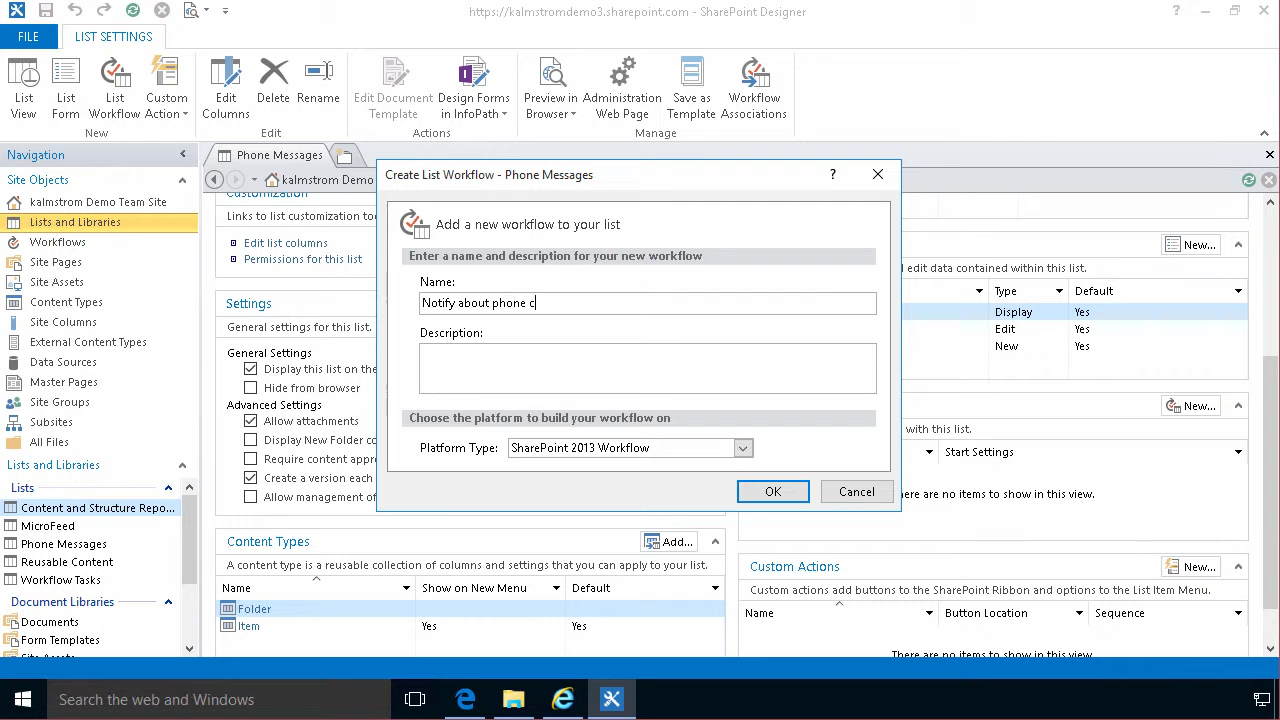 https://kalmstromdemo3.sharepoint.com - SharePoint Designer
FILE
LIST SETTINGS
List View
List Form
List Workflow
Custom Action
New
Edit Columns
Delete
Rename
Edit
Edit Document Template
Design Forms in InfoPath
Actions
Preview in Browser
Administration Web Page
Save as Template
Workflow Associations
Manage
Navigation
Site Objects
kalmstrom Demo Team Site
Lists and Libraries
Workflows
Site Pages
Site Assets
Content Types
Site Columns
External Content Types
Data Sources
Master Pages
Site Groups
Subsites
All Files
Lists and Libraries
Lists
Content and Structure Repo...
MicroFeed
Phone Messages
Reusable Content
Workflow Tasks
Document Libraries
Documents
Form Templates
Site Assets
Phone Messages
kalmstrom Demo
Customization
Links to list customization to
Edit list columns
Permissions for this list
Settings
General settings for this list.
General Settings
Display this list on the
Hide from browser
Advanced Settings
Allow attachments
Display New Folder co
Require content appr
Create a version each
Allow management of
Content Types
Add...
A content type is a reusable collection of columns and settings that you can apply to your list.
Name
Show on New Menu
Default
Folder
Item
Yes
Yes
Create List Workflow - Phone Messages
?
Add a new workflow to your list
Enter a name and description for your new workflow
Name:
Notify about phone c
Description:
Choose the platform to build your workflow on
Platform Type:
SharePoint 2013 Workflow
OK
Cancel
New...
d edit data contained within this list.
Type
Default
Display
Yes
Edit
Yes
New
Yes
New...
with this list.
Start Settings
ere are no items to show in this view.
Custom Actions
New...
Custom actions add buttons to the SharePoint Ribbon and options to the List Item Menu.
Name
Button Location
Sequence
There are no items to show in this view.
Search the web and Windows